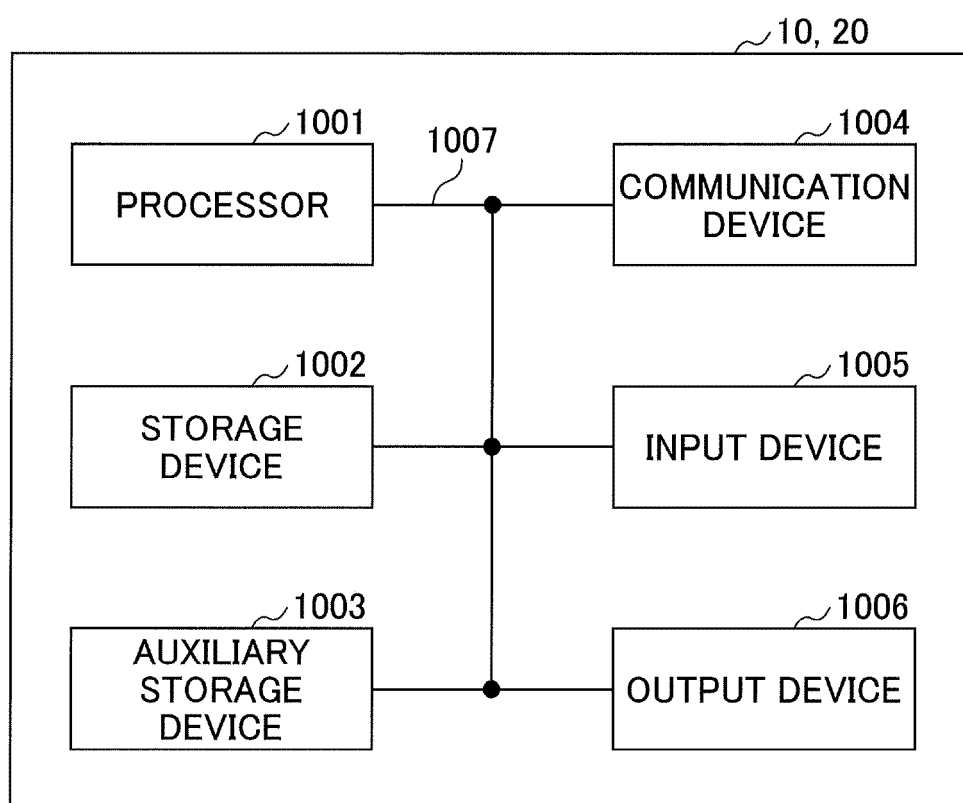 10, 20
1001
PROCESSOR
1007
1004
COMMUNICATION
DEVICE
1002
STORAGE
DEVICE
1005
INPUT DEVICE
1003
AUXILIARY
STORAGE
DEVICE
1006
OUTPUT DEVICE